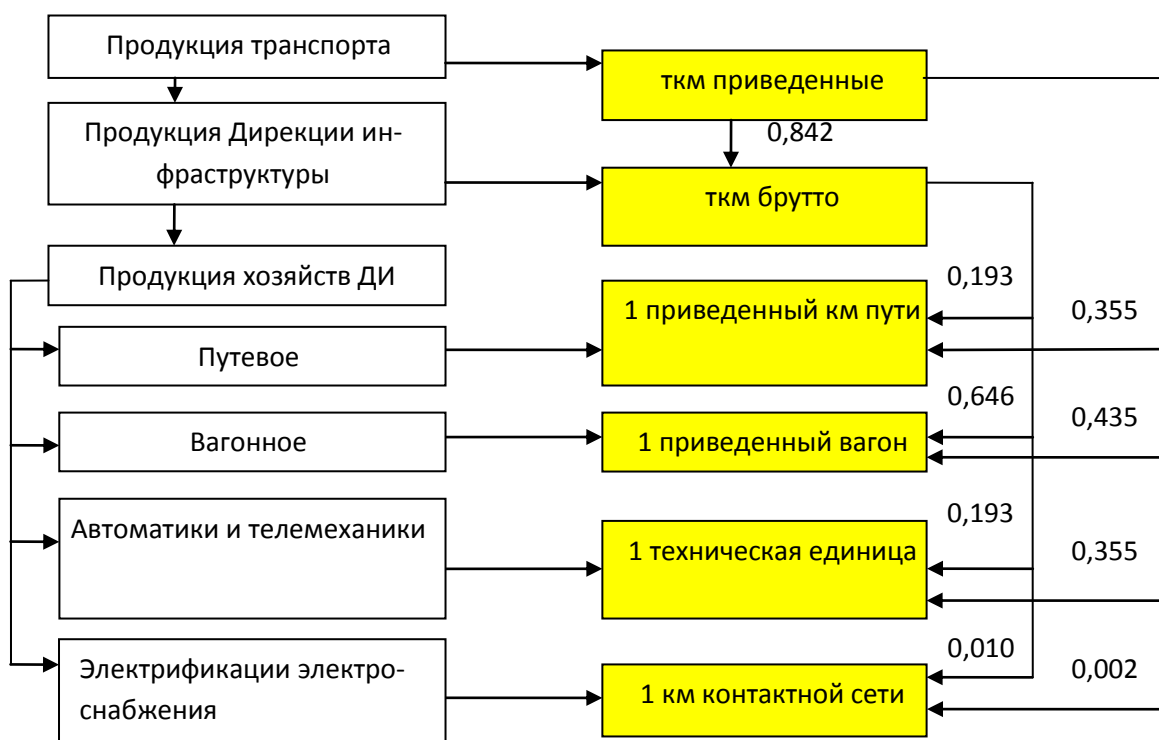 Продукция транспорта
ткм приведенные
0,842
Продукция Дирекции ин-
фраструктуры
ткм брутто
Продукция хозяйств ДИ
0,193
1 приведенный км пути
0,355
Путевое
0,646
0,435
Вагонное
1 приведенный вагон
0,193
Автоматики и телемеханики
1 техническая единица
0,355
0,010
Электрификации электро-
снабжения
1 км контактной сети
0,002